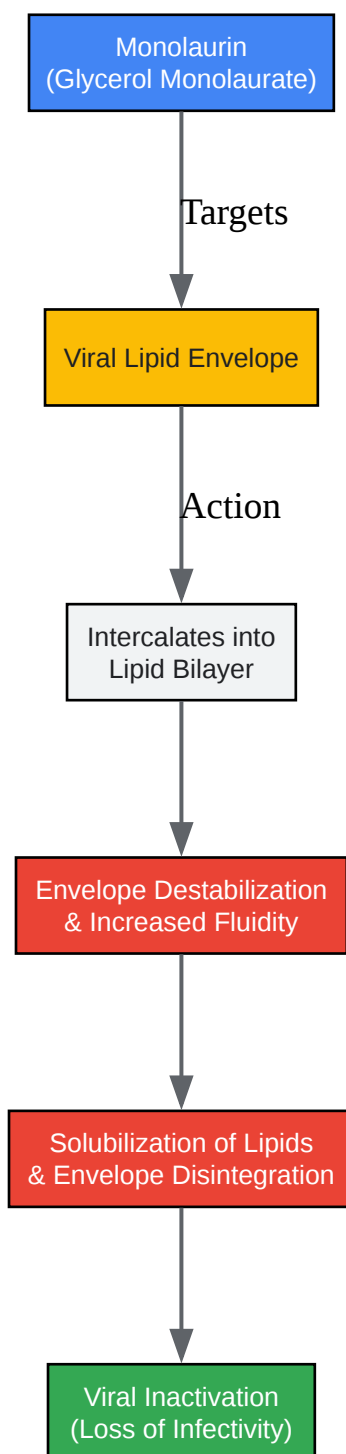 Monolaurin
(Glycerol Monolaurate)
Targets
Viral Lipid Envelope
Action
Intercalates into
Lipid Bilayer
Envelope Destabilization
& Increased Fluidity
Solubilization of Lipids
& Envelope Disintegration
Viral Inactivation
(Loss of Infectivity)